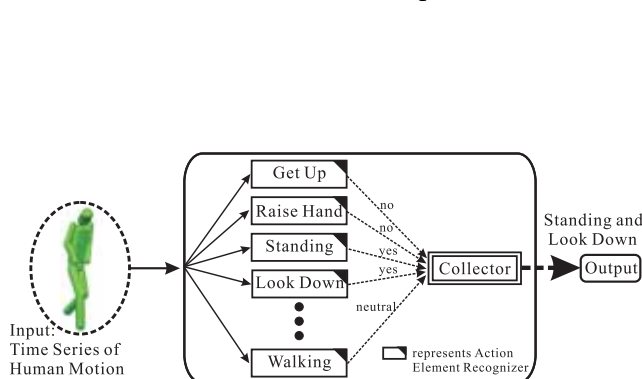 Get Up
Raise Hand
Standing
Look Down
Walking
no
no
yes
yes
neutral
Collector
Standing and
Look Down
Output
Input:
Time Series of
Human Motion
represents Action
Element Recognizer